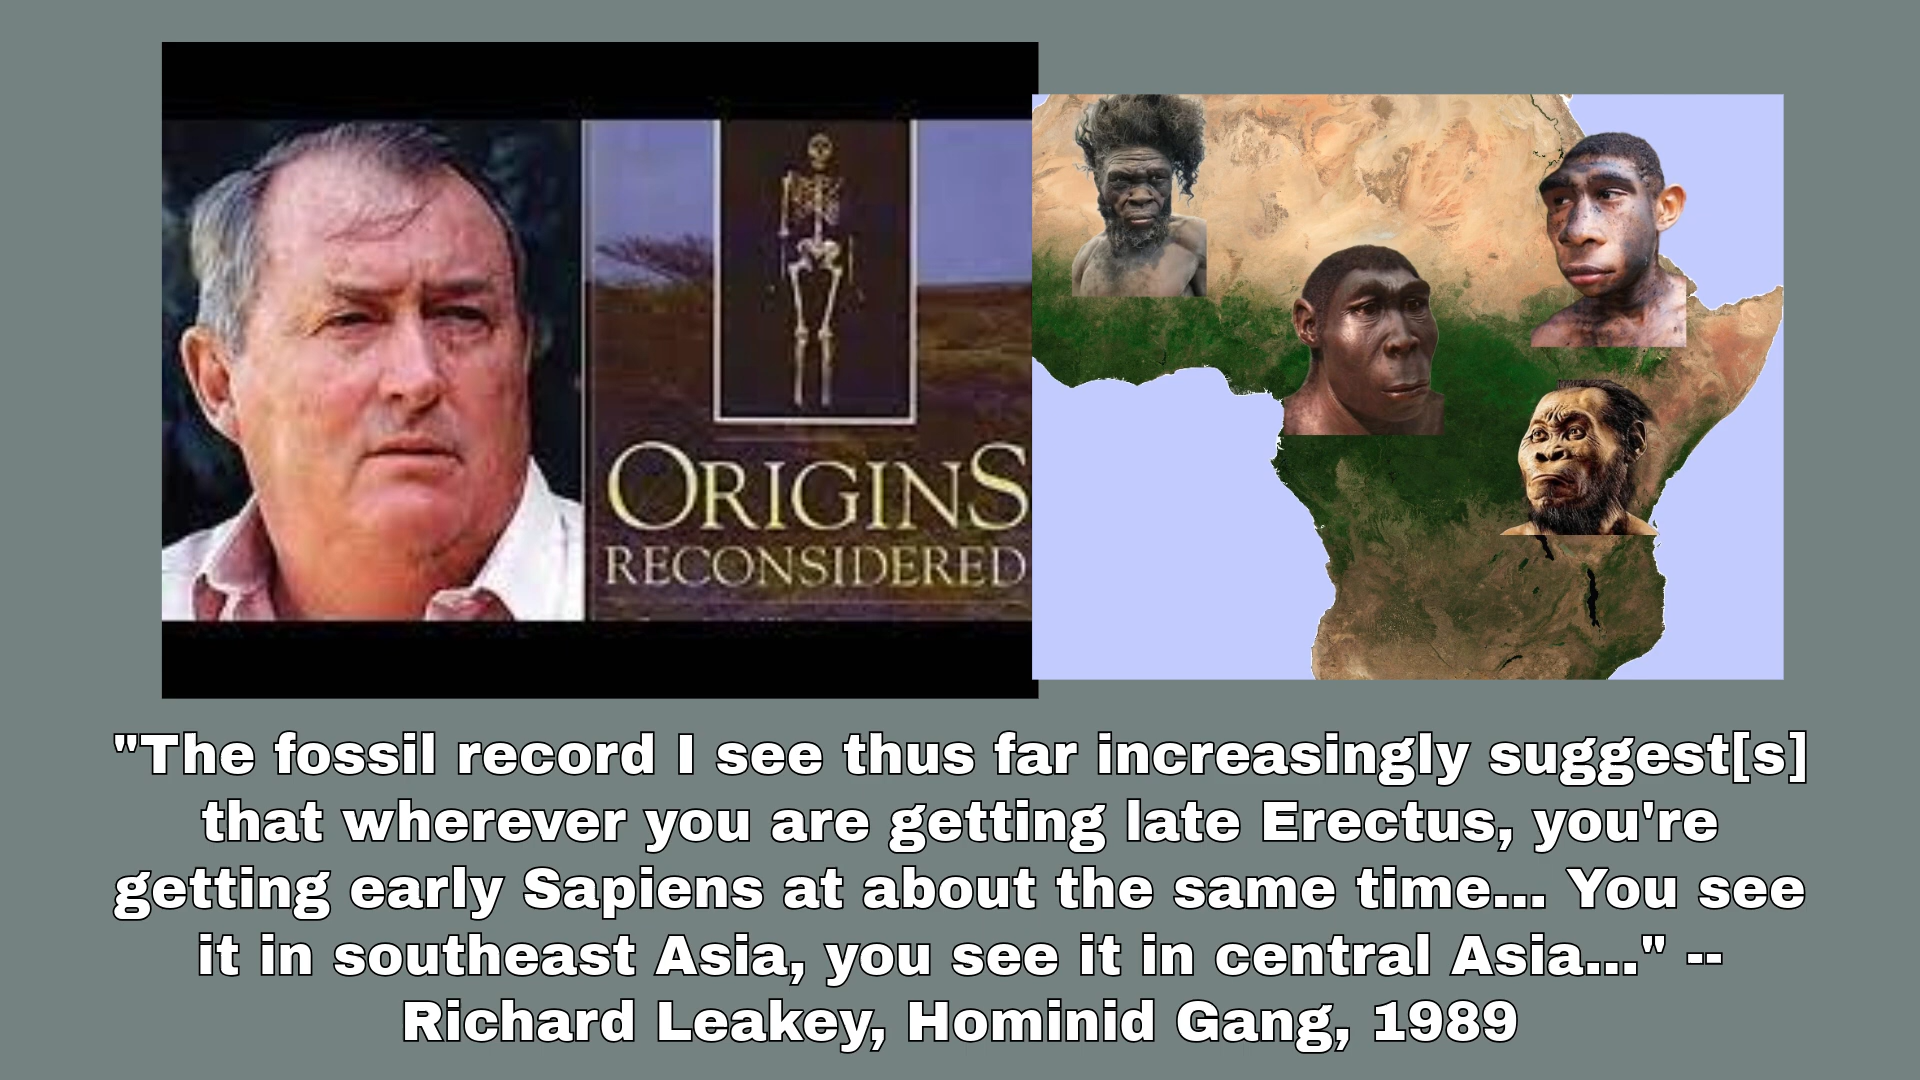 ORIGINS
RECONSIDERED
"The fossil record I see thus far increasingly suggest[s]
that wherever you are getting late Erectus, you're
getting early Sapiens at about the same time... You see
it in southeast Asia, you see it in central Asia..." --
Richard Leakey, Hominid Gang, 1989